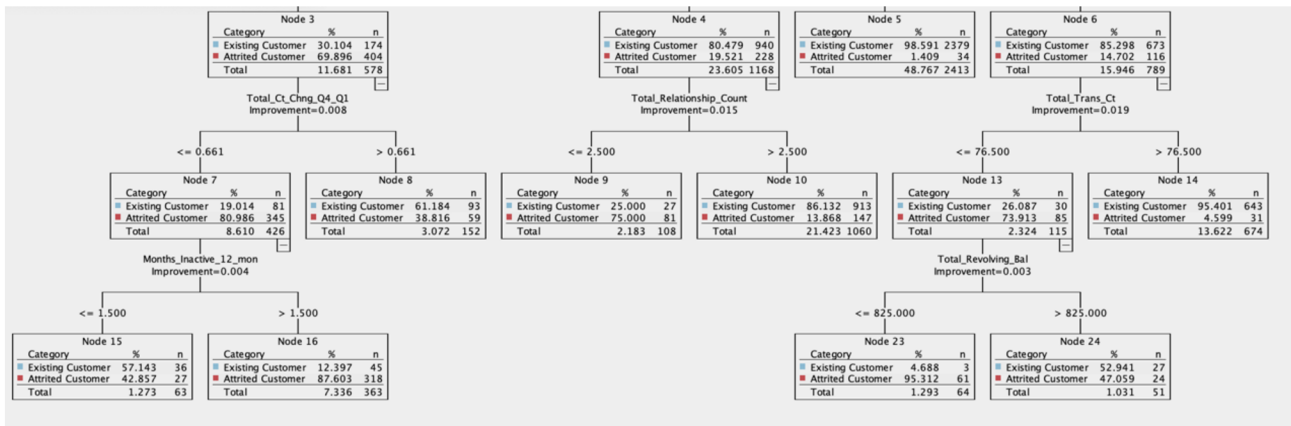 Node 3
Category % n
Existing Customer 30.104 174
Attrited Customer 69.896 404
Total 11.681 578
Total_Ct_Chng_Q4_Q1
Improvement=0.008
Node 4
Category % n
Existing Customer 80.479 940
Attrited Customer 19.521 228
Total 23.605 1168
Total_Relationship_Count
Improvement=0.015
Node 5
Category % n
Existing Customer 98.591 2379
Attrited Customer 1.409 34
Total 48.767 2413
Node 6
Category % n
Existing Customer 85.298 673
Attrited Customer 14.702 116
Total 15.946 789
Total_Trans_Ct
Improvement=0.019
<= 0.661
> 0.661
<= 2.500
> 2.500
<= 76.500
> 76.500
Node 7
Category % n
Existing Customer 19.014 81
Attrited Customer 80.986 345
Total 8.610 426
Months_Inactive_12_mon
Improvement=0.004
Node 8
Category % n
Existing Customer 61.184 93
Attrited Customer 38.816 59
Total 3.072 152
Node 9
Category % n
Existing Customer 25.000 27
Attrited Customer 75.000 81
Total 2.183 108
Node 10
Category % n
Existing Customer 86.132 913
Attrited Customer 13.868 147
Total 21.423 1060
Node 13
Category % n
Existing Customer 26.087 30
Attrited Customer 73.913 85
Total 2.324 115
Total_Revolving_Bal
Improvement=0.003
Node 14
Category % n
Existing Customer 95.401 643
Attrited Customer 4.599 31
Total 13.622 674
<= 1.500
> 1.500
<= 825.000
> 825.000
Node 15
Category % n
Existing Customer 57.143 36
Attrited Customer 42.857 27
Total 1.273 63
Node 16
Category % n
Existing Customer 12.397 45
Attrited Customer 87.603 318
Total 7.336 363
Node 23
Category % n
Existing Customer 4.688 3
Attrited Customer 95.312 61
Total 1.293 64
Node 24
Category % n
Existing Customer 52.941 27
Attrited Customer 47.059 24
Total 1.031 51